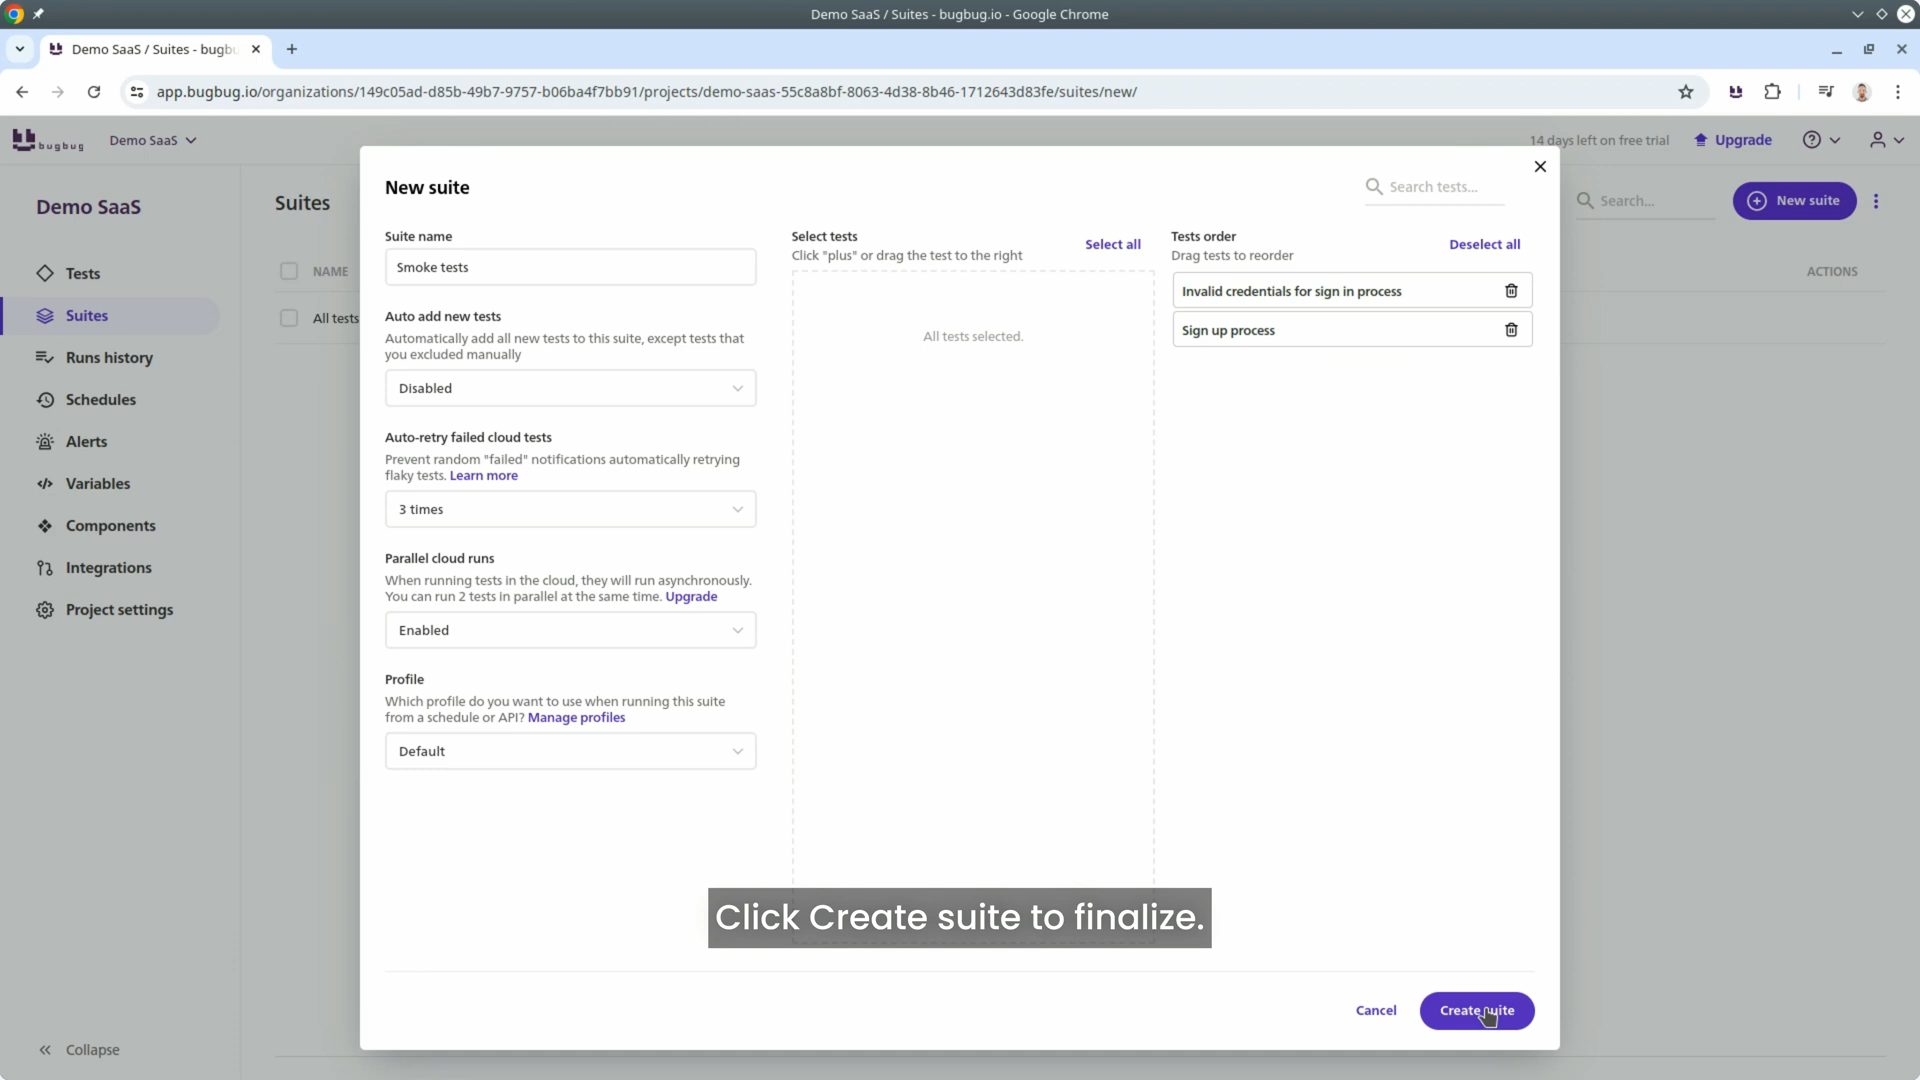 Demo SaaS / Suites - bugbug.io - Google Chrome
Demo SaaS / Suites - bugbu
app.bugbug.io/organizations/149c05ad-d85b-49b7-9757-b06ba4f7bb91/projects/demo-saas-55c8a8bf-8063-4d38-8b46-1712643d83fe/suites/new/
bugbug
Demo SaaS
14 days left on free trial
Upgrade
Demo SaaS
Tests
Suites
Runs history
Schedules
Alerts
Variables
Components
Integrations
Project settings
Collapse
Suites
Search...
New suite
NAME
ACTIONS
All tests
New suite
Search tests...
Suite name
Smoke tests
Auto add new tests
Automatically add all new tests to this suite, except tests that
you excluded manually
Disabled
Auto-retry failed cloud tests
Prevent random "failed" notifications automatically retrying
flaky tests. Learn more
3 times
Parallel cloud runs
When running tests in the cloud, they will run asynchronously.
You can run 2 tests in parallel at the same time. Upgrade
Enabled
Profile
Which profile do you want to use when running this suite
from a schedule or API? Manage profiles
Default
Select tests
Click "plus" or drag the test to the right
Select all
All tests selected.
Tests order
Drag tests to reorder
Deselect all
Invalid credentials for sign in process
Sign up process
Click Create suite to finalize.
Cancel
Create suite